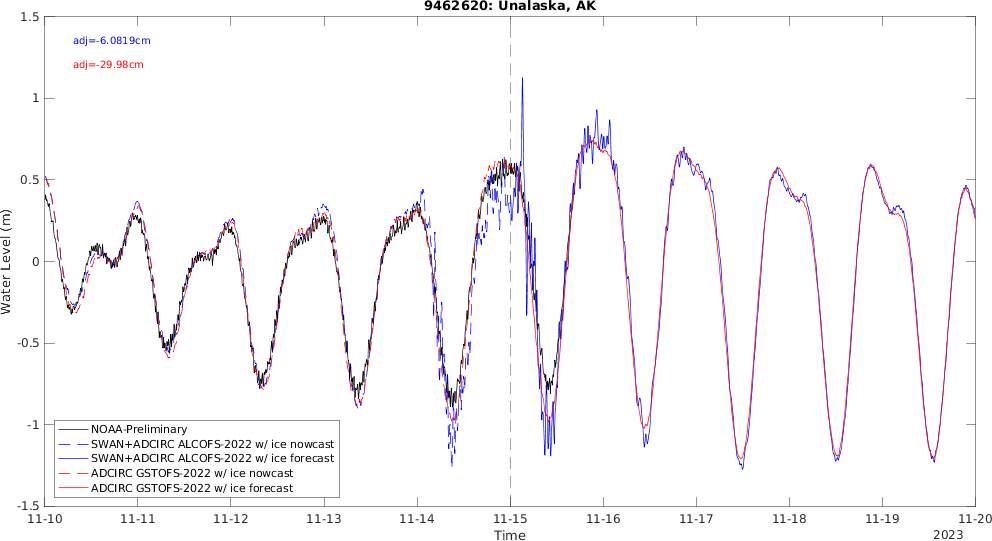 9462620: Unalaska, AK
1.5
adj=-6.0819cm
adj=-29.98cm
1
0.5
0
-0.5
-1
-1.5
Water Level (m)
NOAA-Preliminary
SWAN+ADCIRC ALCOFS-2022 w/ ice nowcast
SWAN+ADCIRC ALCOFS-2022 w/ ice forecast
ADCIRC GSTOFS-2022 w/ ice nowcast
ADCIRC GSTOFS-2022 w/ ice forecast
11-10 11-11 11-12 11-13 11-14 11-15 11-16 11-17 11-18 11-19 11-20
Time
2023